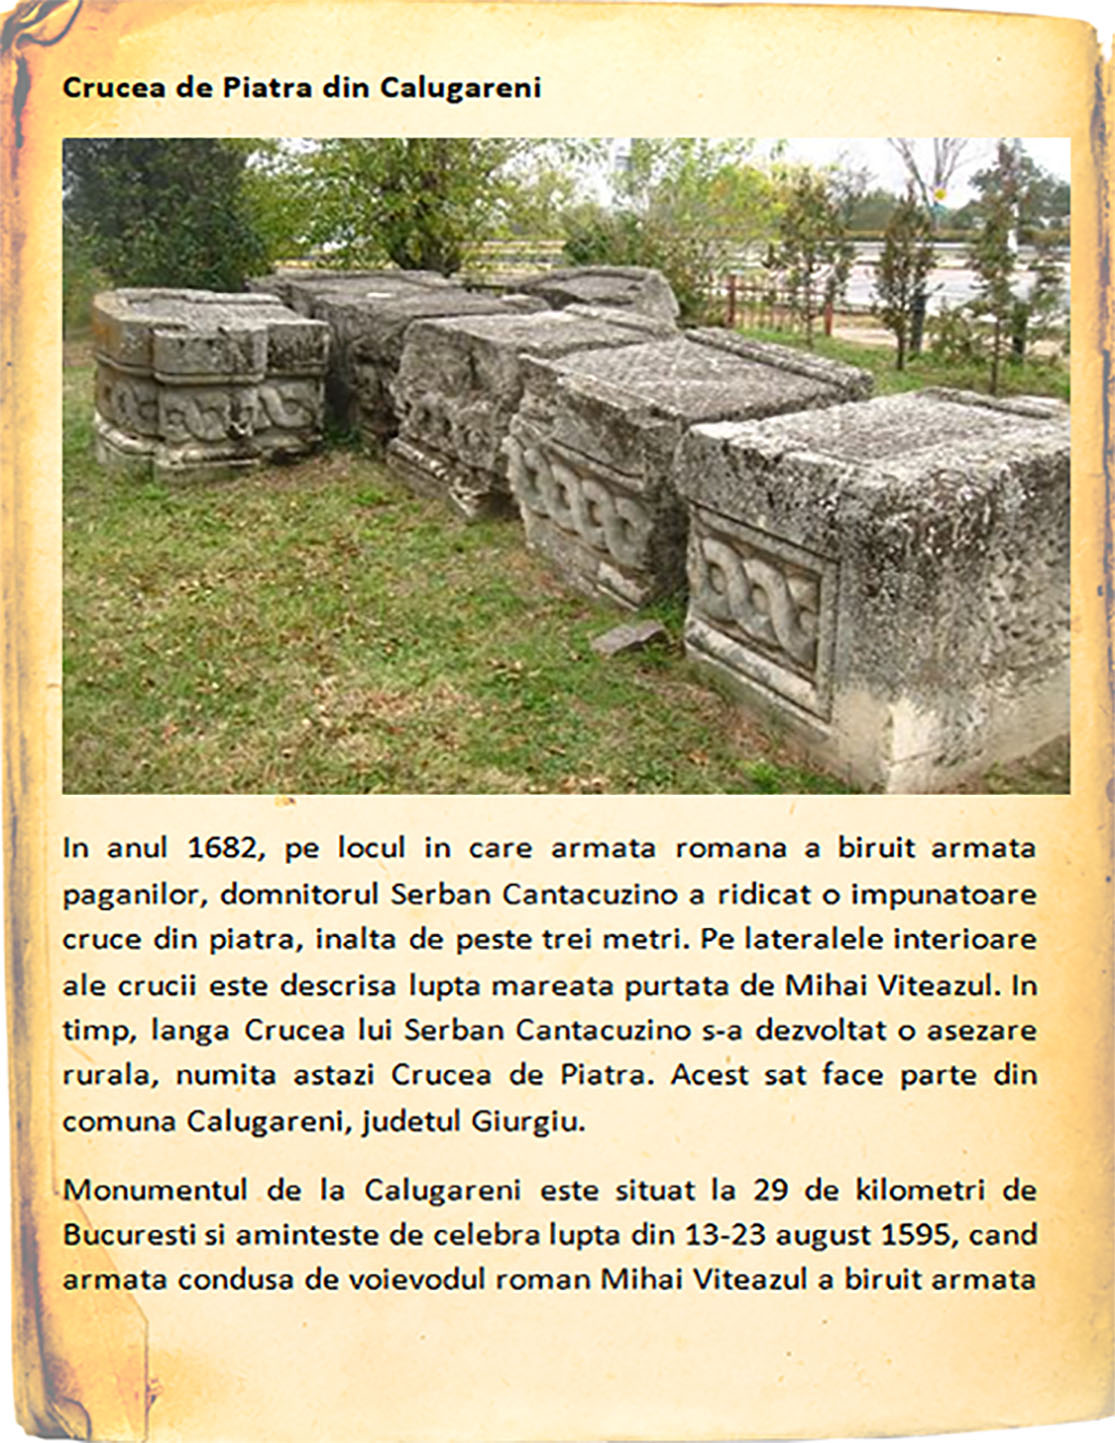 Crucea de Piatra din Calugareni
In anul 1682, pe locul in care armata romana a biruit armata
paganilor, domnitorul Serban Cantacuzino a ridicat o impunatoare
cruce din piatra, inalta de peste trei metri. Pe lateralele interioare
ale crucii este descrisa lupta mareata purtata de Mihai Viteazul. In
timp, langa Crucea lui Serban Cantacuzino s-a dezvoltat o asezare
rurala, numita astazi Crucea de Piatra. Acest sat face parte din
comuna Calugareni, judetul Giurgiu.
Monumentul de la Calugareni este situat la 29 de kilometri de
Bucuresti si aminteste de celebra lupta din 13-23 august 1595, cand
armata condusa de voievodul roman Mihai Viteazul a biruit armata